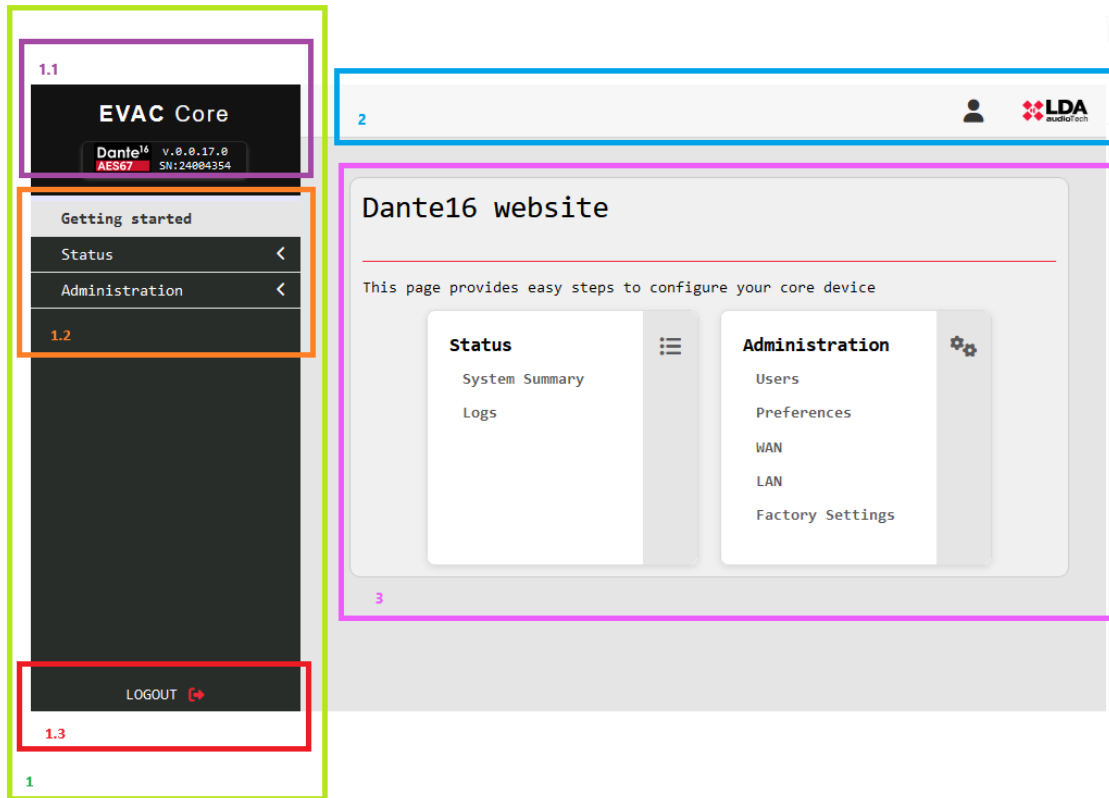 1.1
EVAC Core
Dante16 v.0.0.17.0
AES67 SN:24004354
Getting started
Status
Administration
1.2
LOGOUT
1.3
1
2
LDA
audioTech
Dante16 website
This page provides easy steps to configure your core device
Status
System Summary
Logs
Administration
Users
Preferences
WAN
LAN
Factory Settings
3